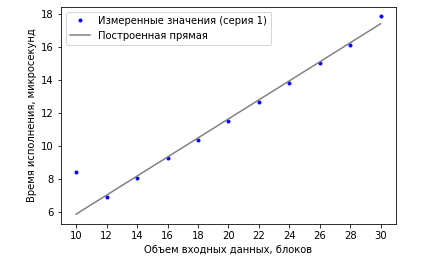 18
16
14
12
10
8
6
Время исполнения, микросекунд
Измеренные значения (серия 1)
Построенная прямая
10 12 14 16 18 20 22 24 26 28 30
Объем входных данных, блоков